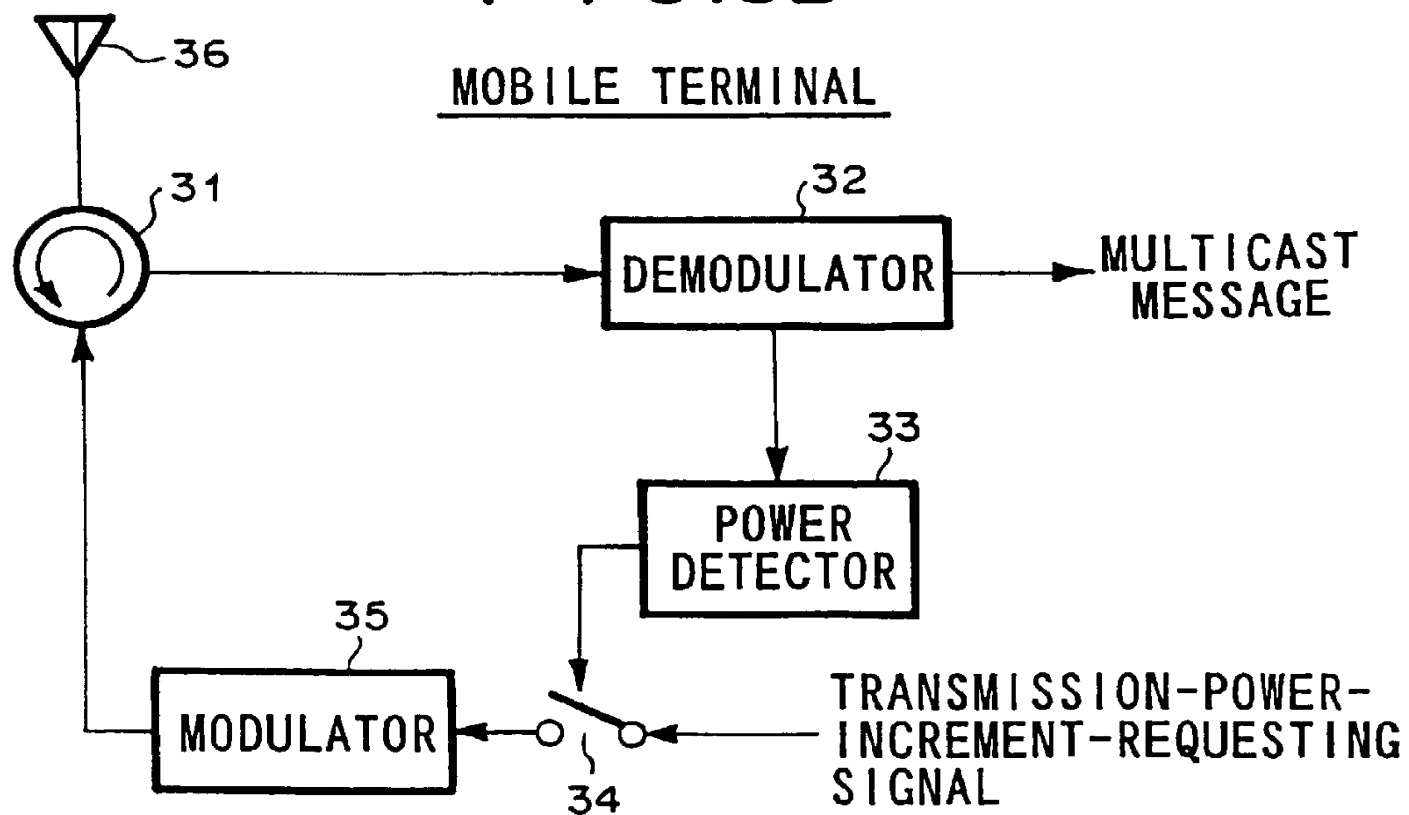 36
MOBILE TERMINAL
31
32
DEMODULATOR
MULTICAST
MESSAGE
33
POWER
DETECTOR
35
MODULATOR
34
TRANSMISSION-POWER-
INCREMENT-REQUESTING
SIGNAL